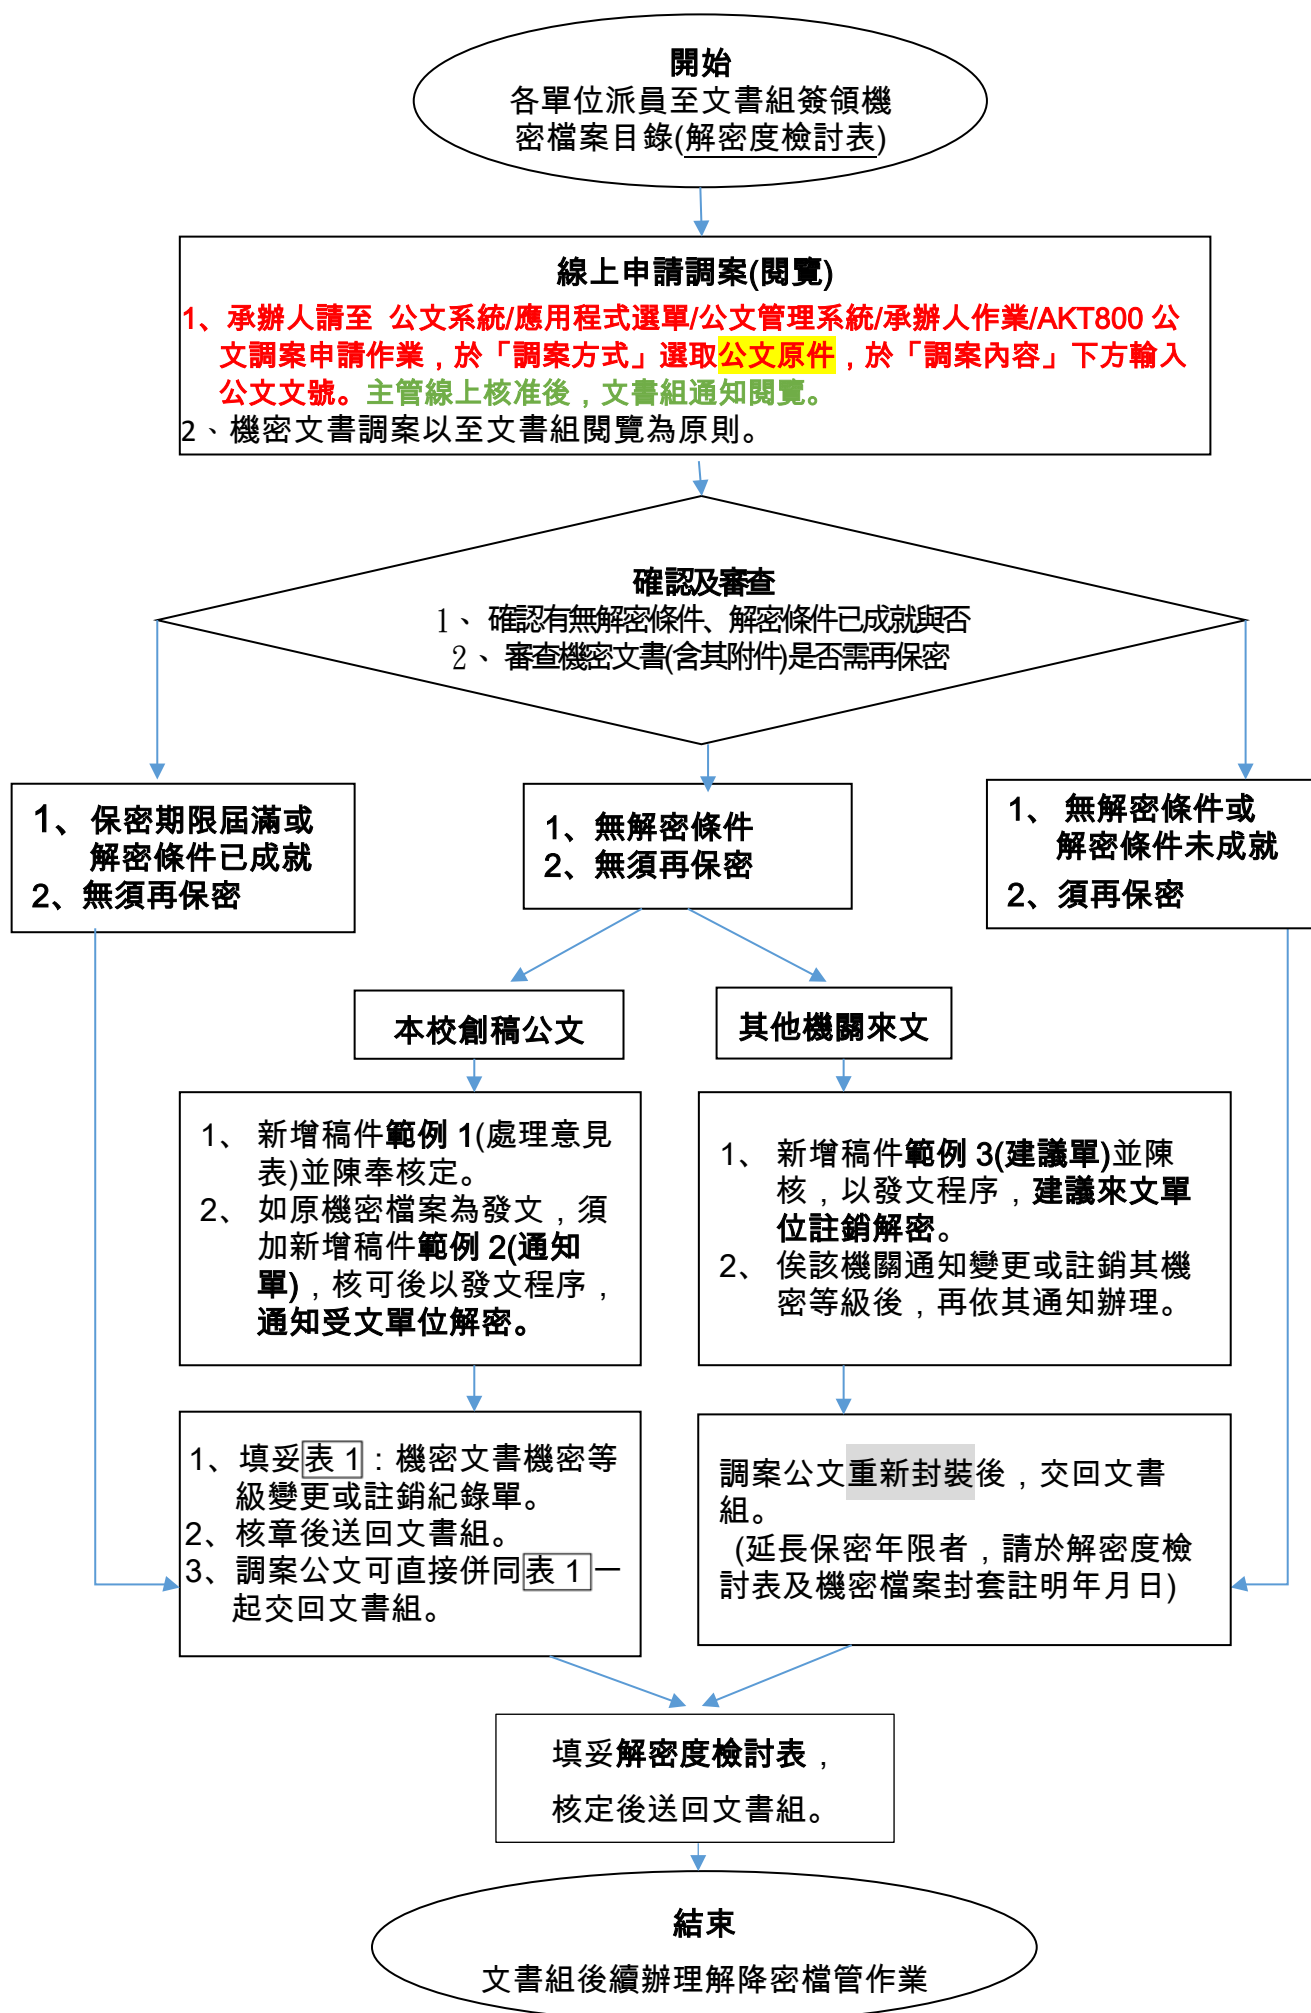 開始
各單位派員至文書組簽領機
密檔案目錄(解密度檢討表)
線上申請調案(閱覽)
1、承辦人請至 公文系統/應用程式選單/公文管理系統/承辦人作業/AKT800 公
文調案申請作業，於「調案方式」選取公文原件，於「調案內容」下方輸入
公文文號。主管線上核准後，文書組通知閱覽。
2、機密文書調案以至文書組閱覽為原則。
確認及審查
1、 確認有無解密條件、解密條件已成就與否
2、 審查機密文書(含其附件)是否需再保密
1、 保密期限屆滿或
解密條件已成就
2、無須再保密
1、無解密條件
2、無須再保密
1、 無解密條件或
解密條件未成就
2、須再保密
本校創稿公文
其他機關來文
1、 新增稿件範例 1(處理意見
表)並陳奉核定。
2、 如原機密檔案為發文，須
加新增稿件範例 2(通知
單)，核可後以發文程序，
通知受文單位解密。
1、 新增稿件範例 3(建議單)並陳
核，以發文程序，建議來文單
位註銷解密。
2、 俟該機關通知變更或註銷其機
密等級後，再依其通知辦理。
1、填妥表 1：機密文書機密等
級變更或註銷紀錄單。
2、核章後送回文書組。
3、調案公文可直接併同表 1 一
起交回文書組。
調案公文重新封裝後，交回文書
組。
(延長保密年限者，請於解密度檢
討表及機密檔案封套註明年月日)
填妥解密度檢討表，
核定後送回文書組。
結束
文書組後續辦理解降密檔管作業